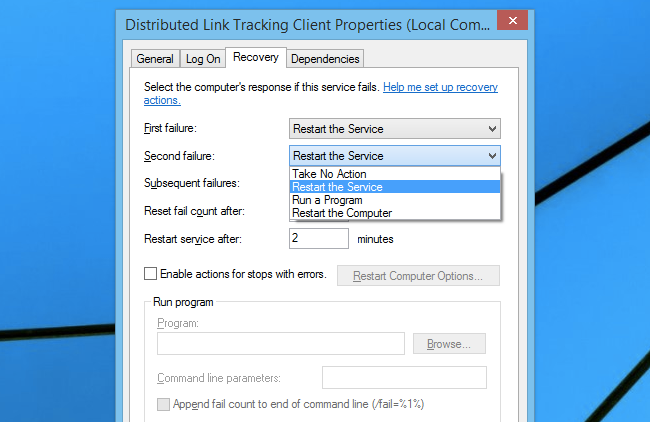 Distributed Link Tracking Client Properties (Local Com...
General Log On Recovery Dependencies
Select the computer's response if this service fails. Help me set up recovery
actions.
First failure: Restart the Service
Second failure: Restart the Service
Take No Action
Subsequent failures: Restart the Service
Run a Program
Reset fail count after: Restart the Computer
Restart service after: 2 minutes
Enable actions for stops with errors. Restart Computer Options...
Run program
Program:
Browse...
Command line parameters:
Append fail count to end of command line (/fail=%1%)